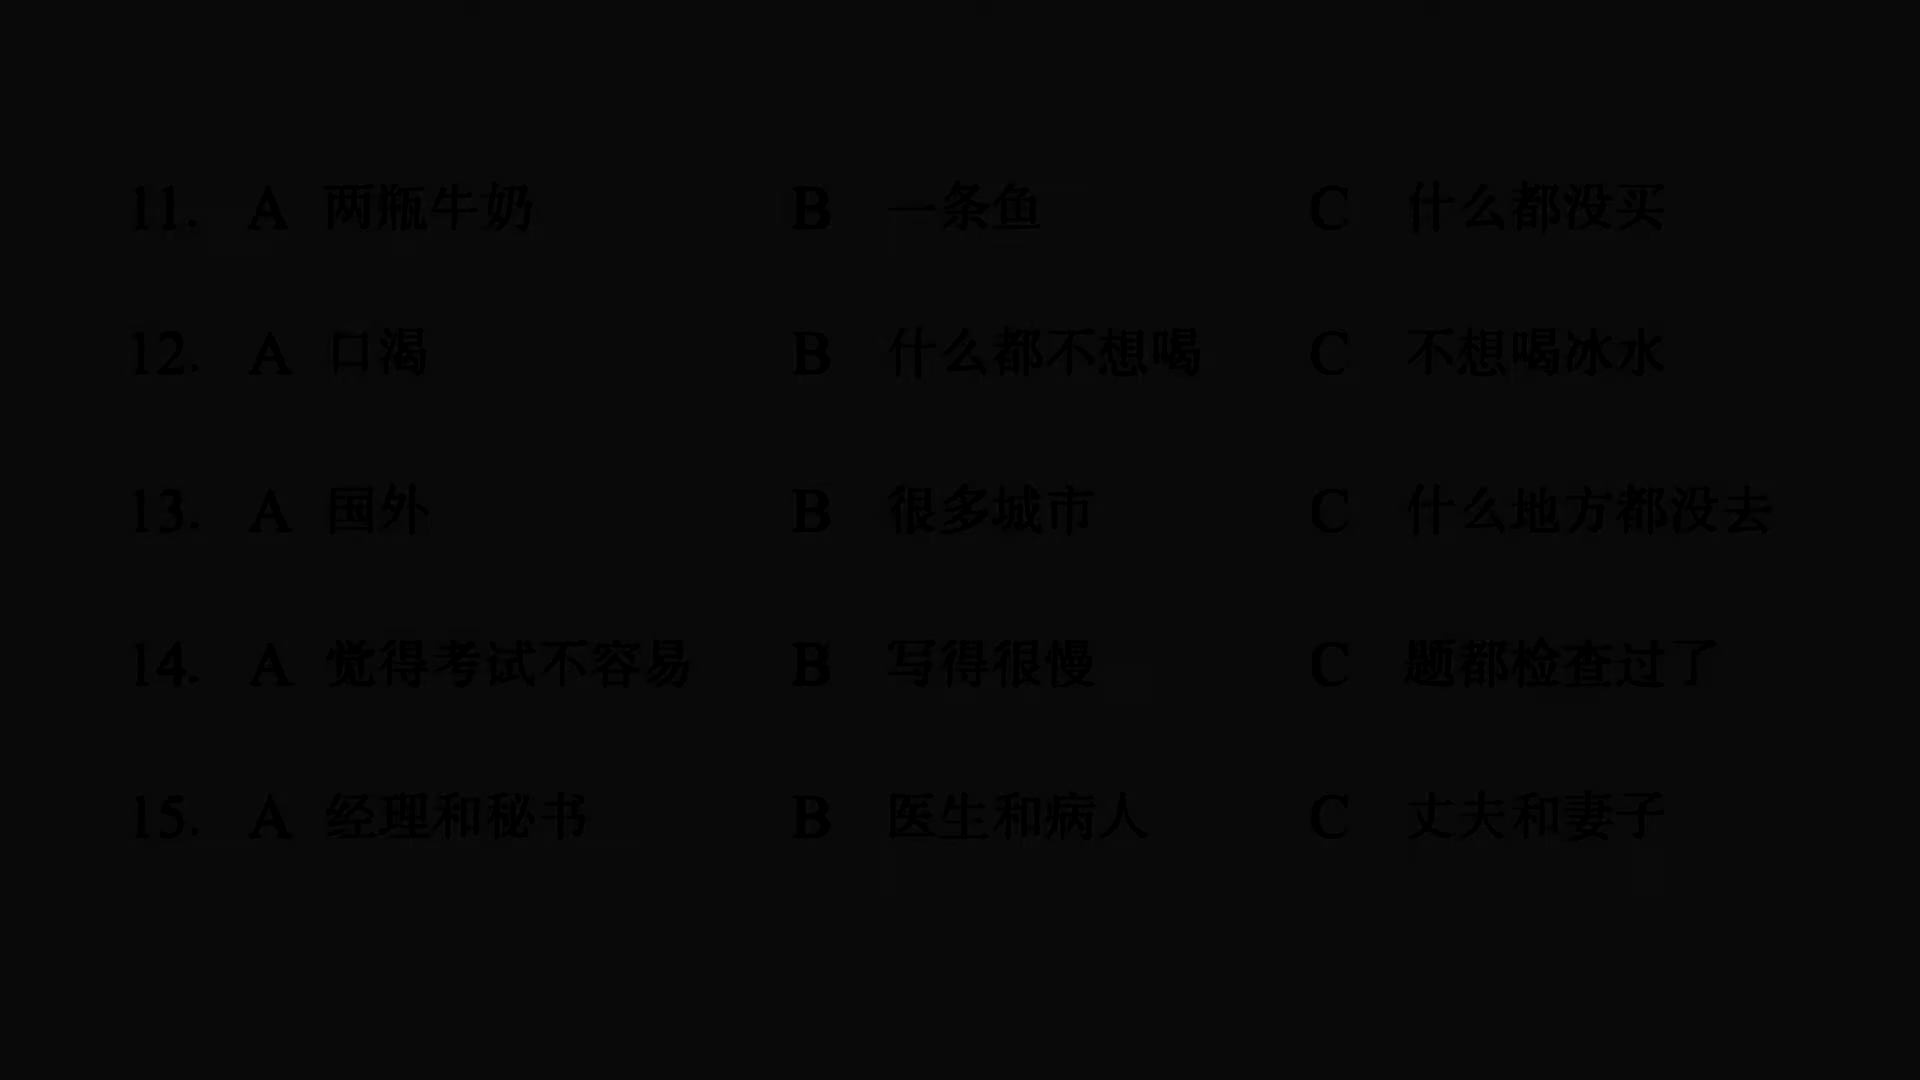 11. A 两瓶牛奶 B 一条鱼 C 什么都没买
12. A 口渴 B 什么都不想喝 C 不想喝冰水
13. A 国外 B 很多城市 C 什么地方都没去
14. A 觉得考试不容易 B 写得很慢 C 题都检查过了
15. A 经理和秘书 B 医生和病人 C 丈夫和妻子